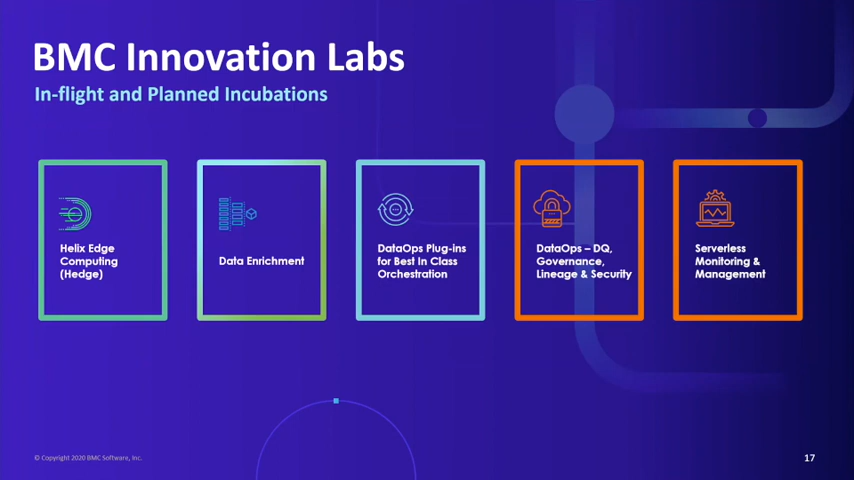 BMC Innovation Labs
In-flight and Planned Incubations
Helix Edge
Computing
(Hedge)
Data Enrichment
DataOps Plug-ins
for Best In Class
Orchestration
DataOps – DQ,
Governance,
Lineage & Security
Serverless
Monitoring &
Management
© Copyright 2020 BMC Software, Inc.
17